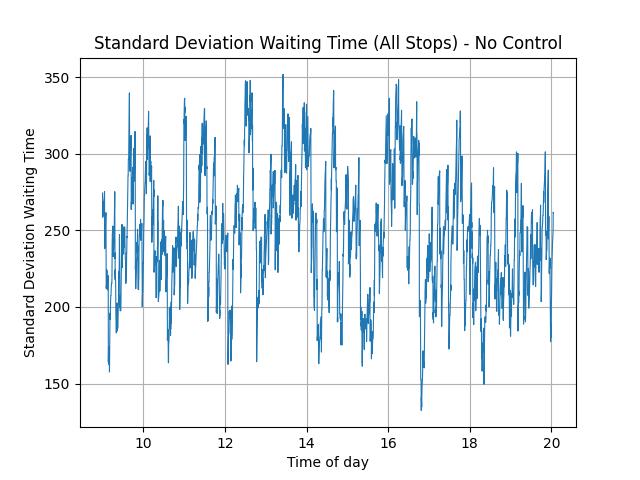 Standard Deviation Waiting Time (All Stops) - No Control
Standard Deviation Waiting Time
350
300
250
200
150
10 12 14 16 18 20
Time of day